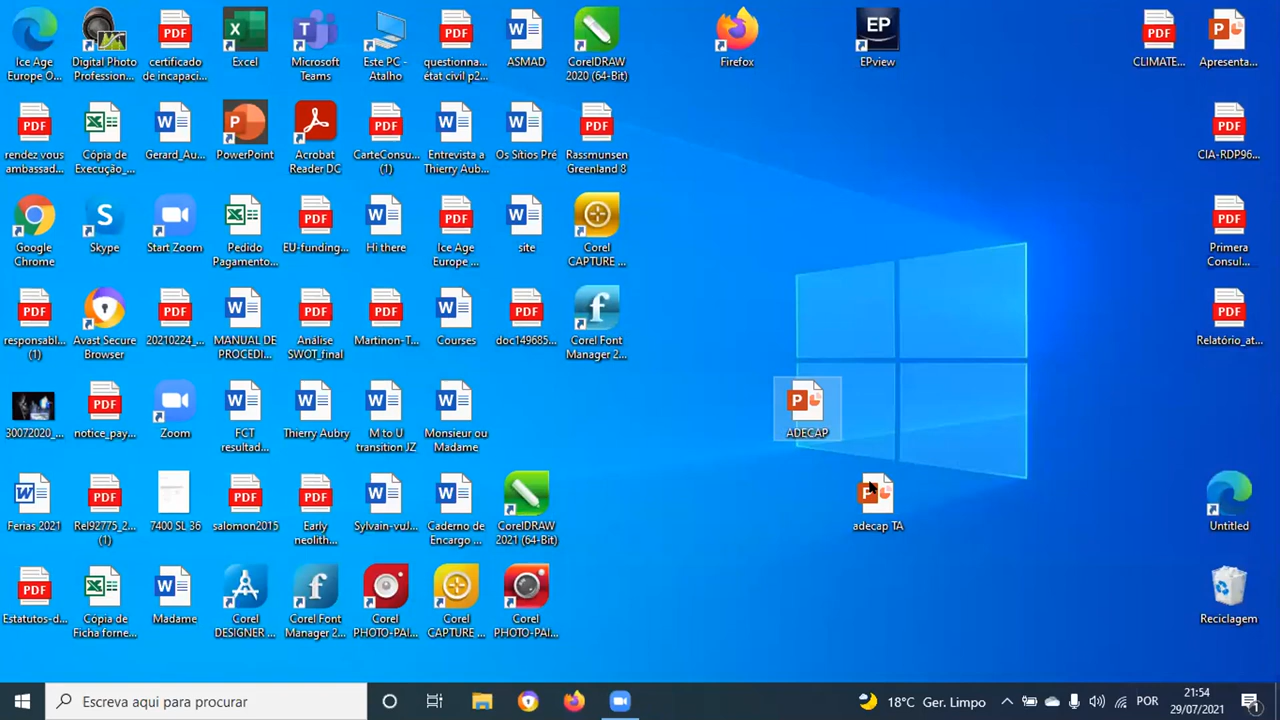 Ice Age
Europe O...
Digital Photo
Profession...
PDF
certificado
de incapaci...
Excel
Microsoft
Teams
Este PC -
Atalho
PDF
questionna...
état civil p2...
ASMAD
CorelDRAW
2020 (64-Bit)
Firefox
EP
EPview
PDF
CLIMATE...
Apresenta...
PDF
rendez vous
ambassad...
Cópia de
Execução_...
Gerard_Au...
PowerPoint
Acrobat
Reader DC
PDF
CarteConsu...
(1)
Entrevista a
Thierry Aub...
Os Sítios Pré
PDF
Rassmunsen
Greenland 8
PDF
CIA-RDP96...
Google
Chrome
Skype
Start Zoom
Pedido
Pagamento...
PDF
EU-funding...
Hi there
PDF
Ice Age
Europe ...
site
Corel
CAPTURE ...
PDF
Primera
Consul...
PDF
responsabl...
(1)
Avast Secure
Browser
PDF
20210224_...
MANUAL DE
PROCEDI...
PDF
Análise
SWOT_final
PDF
Martinon-T...
Courses
PDF
doc149685...
Corel Font
Manager 2...
PDF
Relatório_at...
30072020_...
PDF
notice_pay...
Zoom
FCT
resultad...
Thierry Aubry
M to U
transition JZ
Monsieur ou
Madame
ADECAP
Ferias 2021
PDF
Rel92775_2...
(1)
7400 SL 36
PDF
salomon2015
PDF
Early
neolith...
Sylvain-vuJ...
Caderno de
Encargo ...
CorelDRAW
2021 (64-Bit)
adecap TA
Untitled
PDF
Estatutos-d...
Cópia de
Ficha forne...
Madame
Corel
DESIGNER ...
Corel Font
Manager 2...
Corel
PHOTO-PAI...
Corel
CAPTURE ...
Corel
PHOTO-PAI...
Reciclagem
Escreva aqui para procurar
18°C Ger. Limpo
POR
21:54
29/07/2021
1